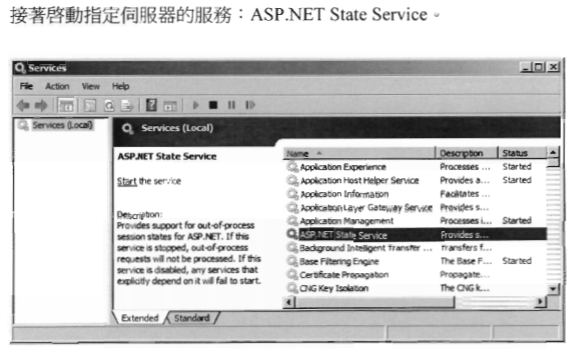 接著啓動指定伺服器的服務：ASP.NET State Service。
Services
File Action View Help
Services (Local)
Services (Local)
ASP.NET State Service
Start the service
Description:
Provides support for out-of-process
session states for ASP.NET. If this
service is stopped, out-of-process
requests will not be processed. If this
service is disabled, any services that
explicitly depend on it will fail to start.
Name Description Status
Application Experience Processes ... Started
Application Host Helper Service Provides a... Started
Application Information Facilitates ...
Application Layer Gateway Service Provides s...
Application Management Processes i... Started
ASP.NET State Service Provides s...
Background Intelligent Transfer ... Transfers f...
Base Filtering Engine The Base F... Started
Certificate Propagation Propagate...
CNG Key Isolation The CNG k...
Extended Standard